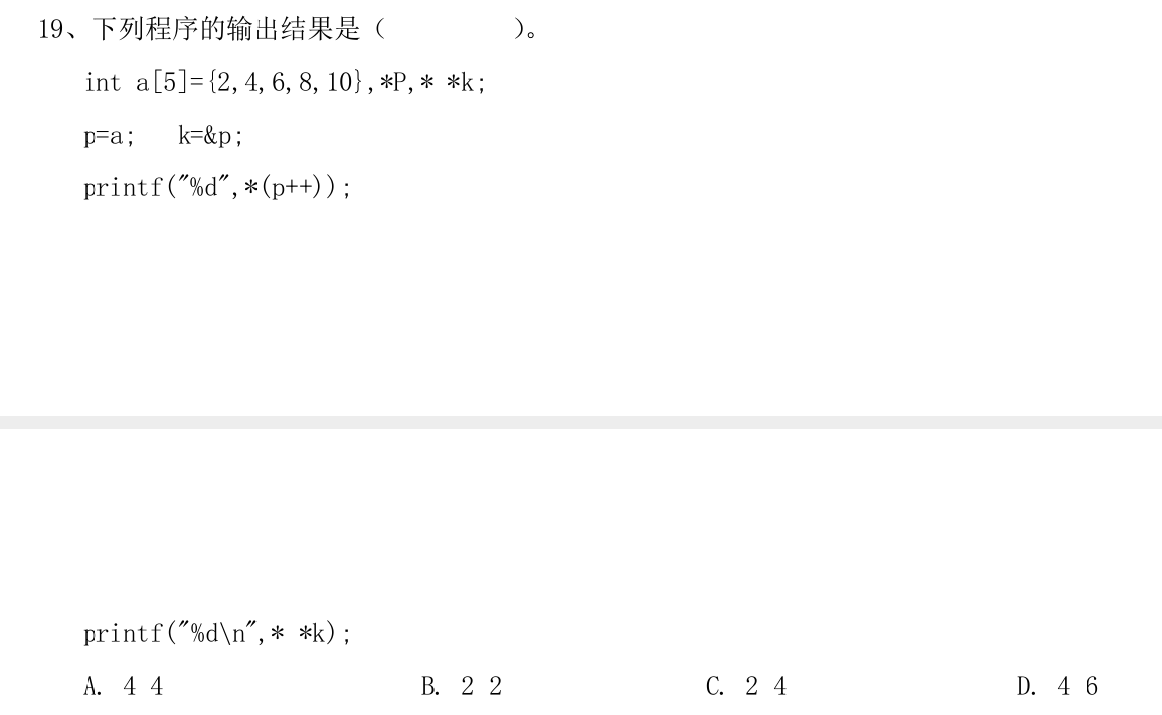 19、下列程序的输出结果是（ ）。
int a[5]={2,4,6,8,10},*P,* *k;
p=a; k=&p;
printf("%d",*(p++));
printf("%d\n",* *k);
A. 4 4 B. 2 2 C. 2 4 D. 4 6